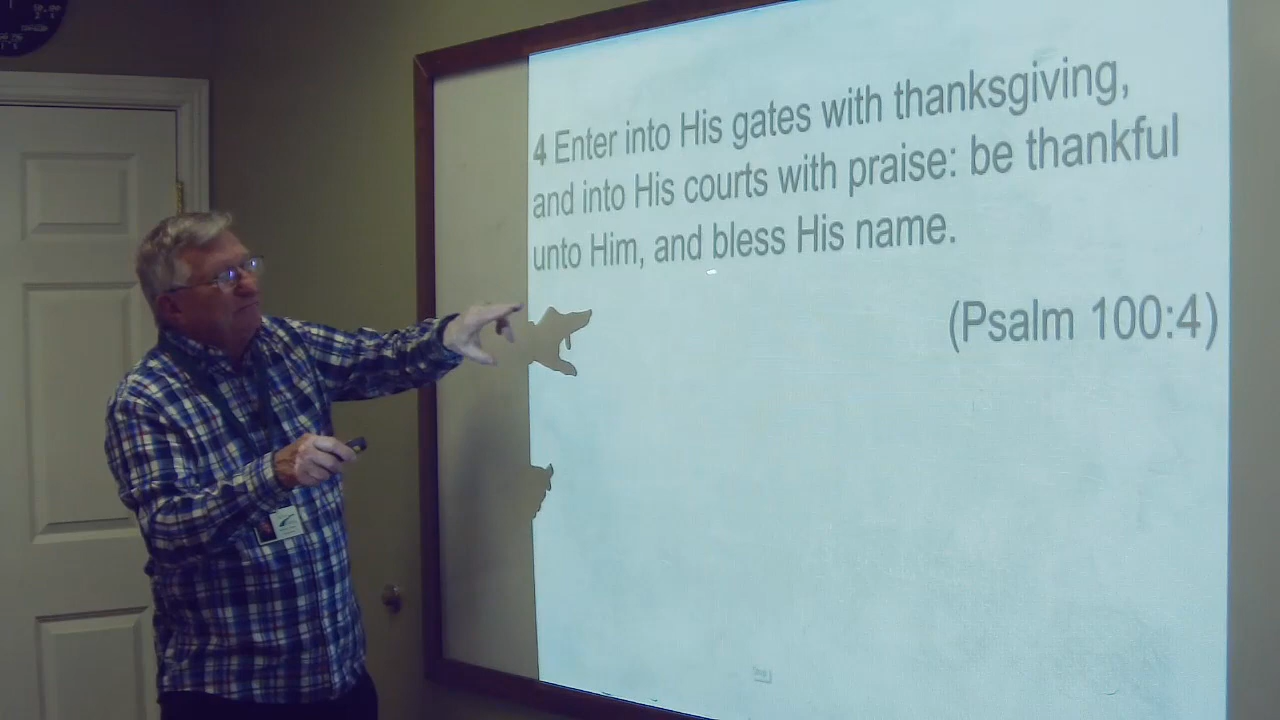 4 Enter into His gates with thanksgiving,
and into His courts with praise: be thankful
unto Him, and bless His name.
(Psalm 100:4)